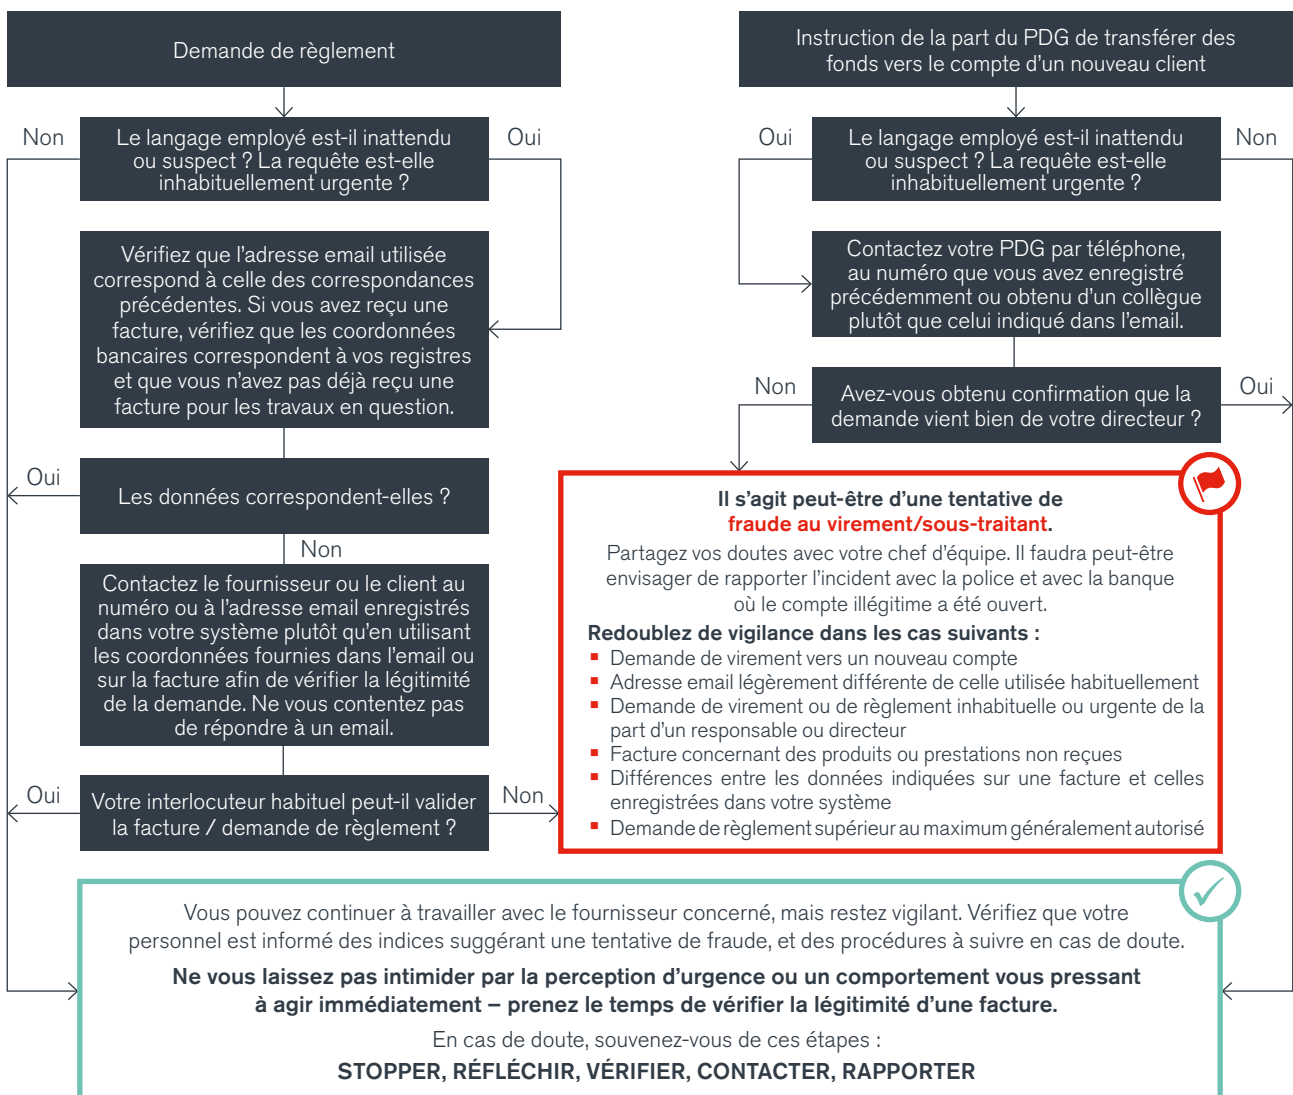 Demande de règlement
Non
Oui
Le langage employé est-il inattendu
ou suspect ? La requête est-elle
inhabituellement urgente ?
Vérifiez que l’adresse email utilisée
correspond à celle des correspondances
précédentes. Si vous avez reçu une
facture, vérifiez que les coordonnées
bancaires correspondent à vos registres
et que vous n’avez pas déjà reçu une
facture pour les travaux en question.
Oui
Les données correspondent-elles ?
Non
Contactez le fournisseur ou le client au
numéro ou à l’adresse email enregistrés
dans votre système plutôt qu’en utilisant
les coordonnées fournies dans l’email ou
sur la facture afin de vérifier la légitimité
de la demande. Ne vous contentez pas
de répondre à un email.
Oui
Votre interlocuteur habituel peut-il valider
la facture / demande de règlement ?
Non
Instruction de la part du PDG de transférer des
fonds vers le compte d’un nouveau client
Oui
Non
Le langage employé est-il inattendu
ou suspect ? La requête est-elle
inhabituellement urgente ?
Contactez votre PDG par téléphone,
au numéro que vous avez enregistré
précédemment ou obtenu d’un collègue
plutôt que celui indiqué dans l’email.
Non
Oui
Avez-vous obtenu confirmation que la
demande vient bien de votre directeur ?
Il s’agit peut-être d’une tentative de
fraude au virement/sous-traitant.
Partagez vos doutes avec votre chef d’équipe. Il faudra peut-être
envisager de rapporter l’incident avec la police et avec la banque
où le compte illégitime a été ouvert.
Redoublez de vigilance dans les cas suivants :
▪ Demande de virement vers un nouveau compte
▪ Adresse email légèrement différente de celle utilisée habituellement
▪ Demande de virement ou de règlement inhabituelle ou urgente de la
part d’un responsable ou directeur
▪ Facture concernant des produits ou prestations non reçues
▪ Différences entre les données indiquées sur une facture et celles
enregistrées dans votre système
▪ Demande de règlement supérieur au maximum généralement autorisé
Vous pouvez continuer à travailler avec le fournisseur concerné, mais restez vigilant. Vérifiez que votre
personnel est informé des indices suggérant une tentative de fraude, et des procédures à suivre en cas de doute.
Ne vous laissez pas intimider par la perception d’urgence ou un comportement vous pressant
à agir immédiatement – prenez le temps de vérifier la légitimité d’une facture.
En cas de doute, souvenez-vous de ces étapes :
STOPPER, RÉFLÉCHIR, VÉRIFIER, CONTACTER, RAPPORTER